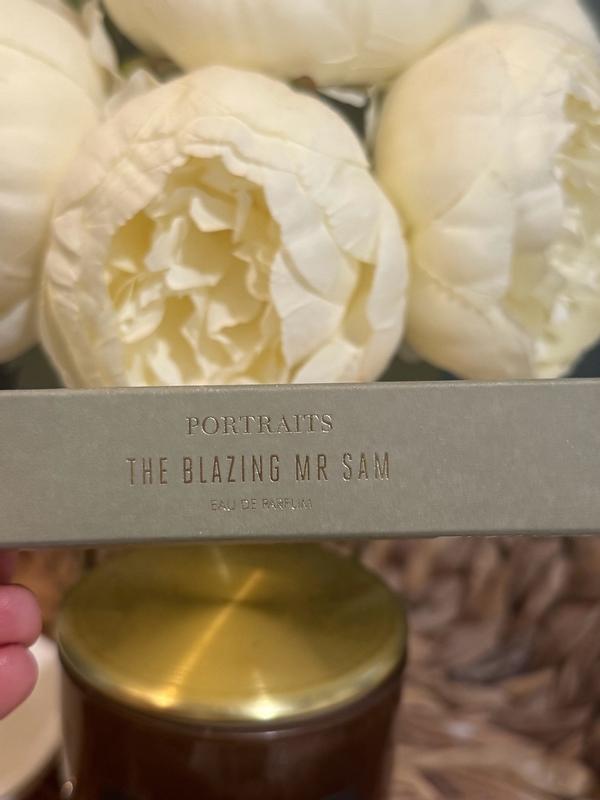 PORTRAITS
THE BLAZING MR SAM
EAU DE PARFUM